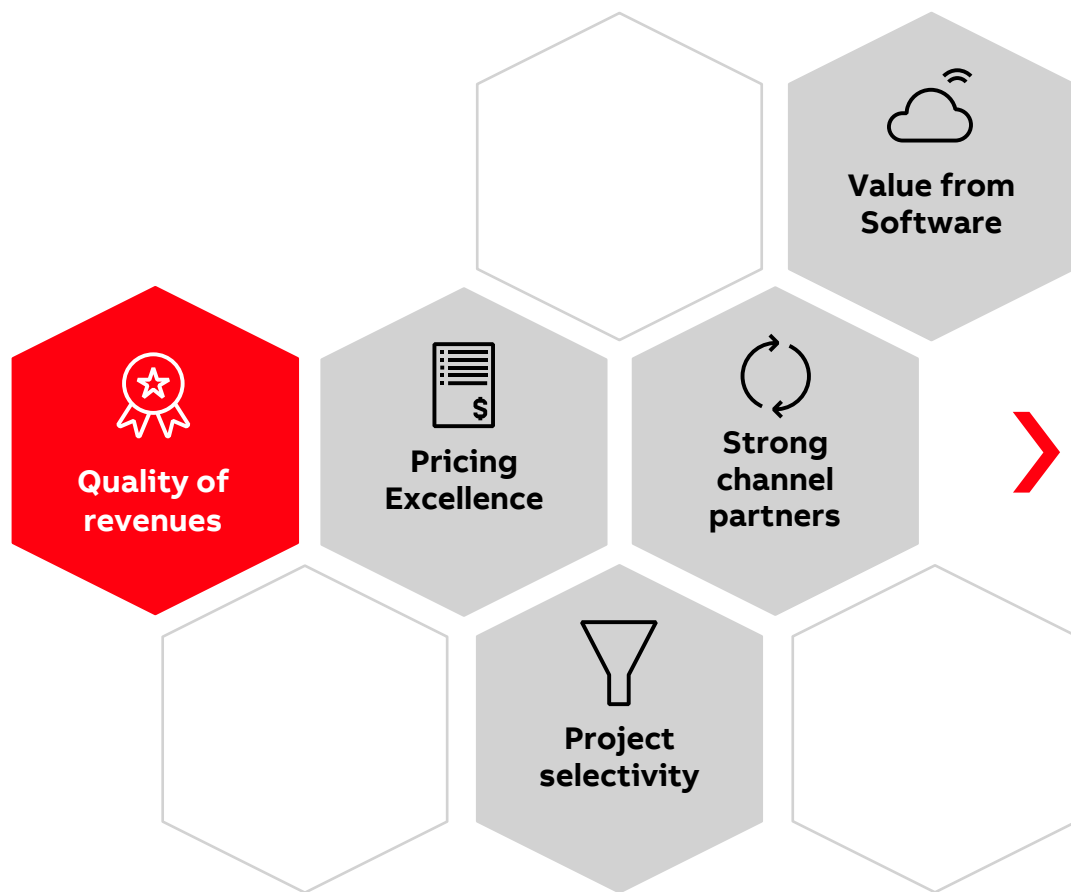 Value from
Software
Quality of
revenues
Pricing
Excellence
$
Strong
channel
partners
Project
selectivity